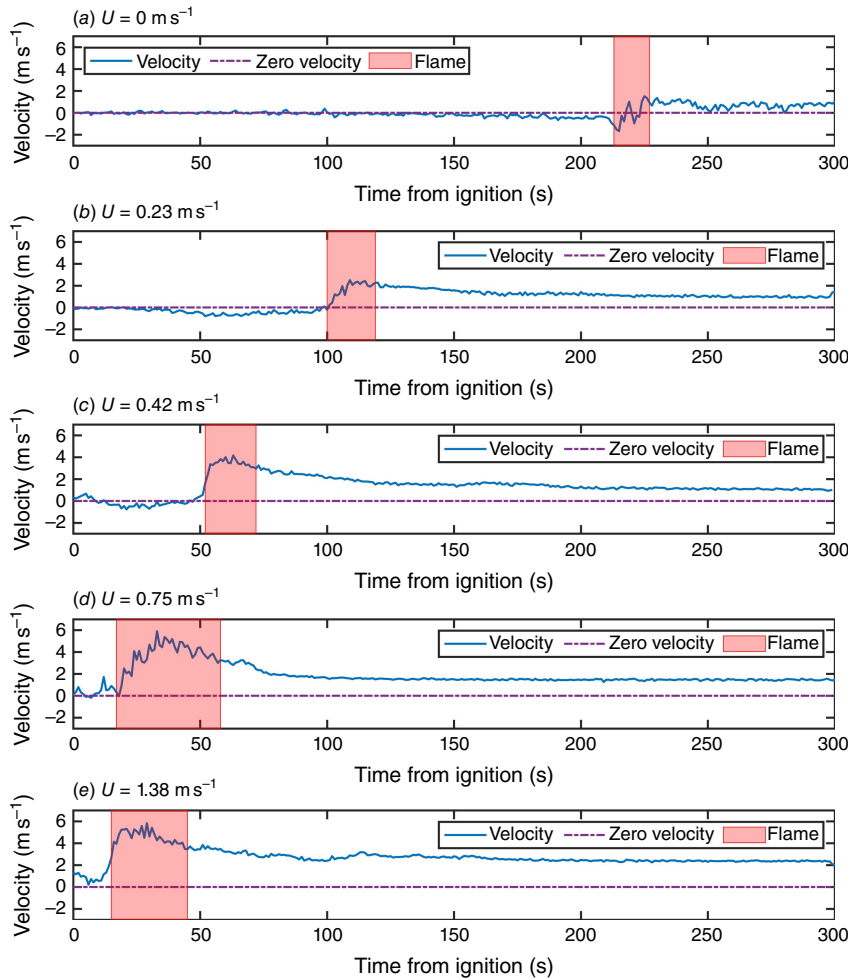 (a) U = 0 m s⁻¹
Velocity (m s⁻¹)
6
4
2
0
−2
Velocity Zero velocity Flame
0 50 100 150 200 250 300
Time from ignition (s)
(b) U = 0.23 m s⁻¹
Velocity (m s⁻¹)
6
4
2
0
−2
Velocity Zero velocity Flame
0 50 100 150 200 250 300
Time from ignition (s)
(c) U = 0.42 m s⁻¹
Velocity (m s⁻¹)
6
4
2
0
−2
Velocity Zero velocity Flame
0 50 100 150 200 250 300
Time from ignition (s)
(d) U = 0.75 m s⁻¹
Velocity (m s⁻¹)
6
4
2
0
−2
Velocity Zero velocity Flame
0 50 100 150 200 250 300
Time from ignition (s)
(e) U = 1.38 m s⁻¹
Velocity (m s⁻¹)
6
4
2
0
−2
Velocity Zero velocity Flame
0 50 100 150 200 250 300
Time from ignition (s)